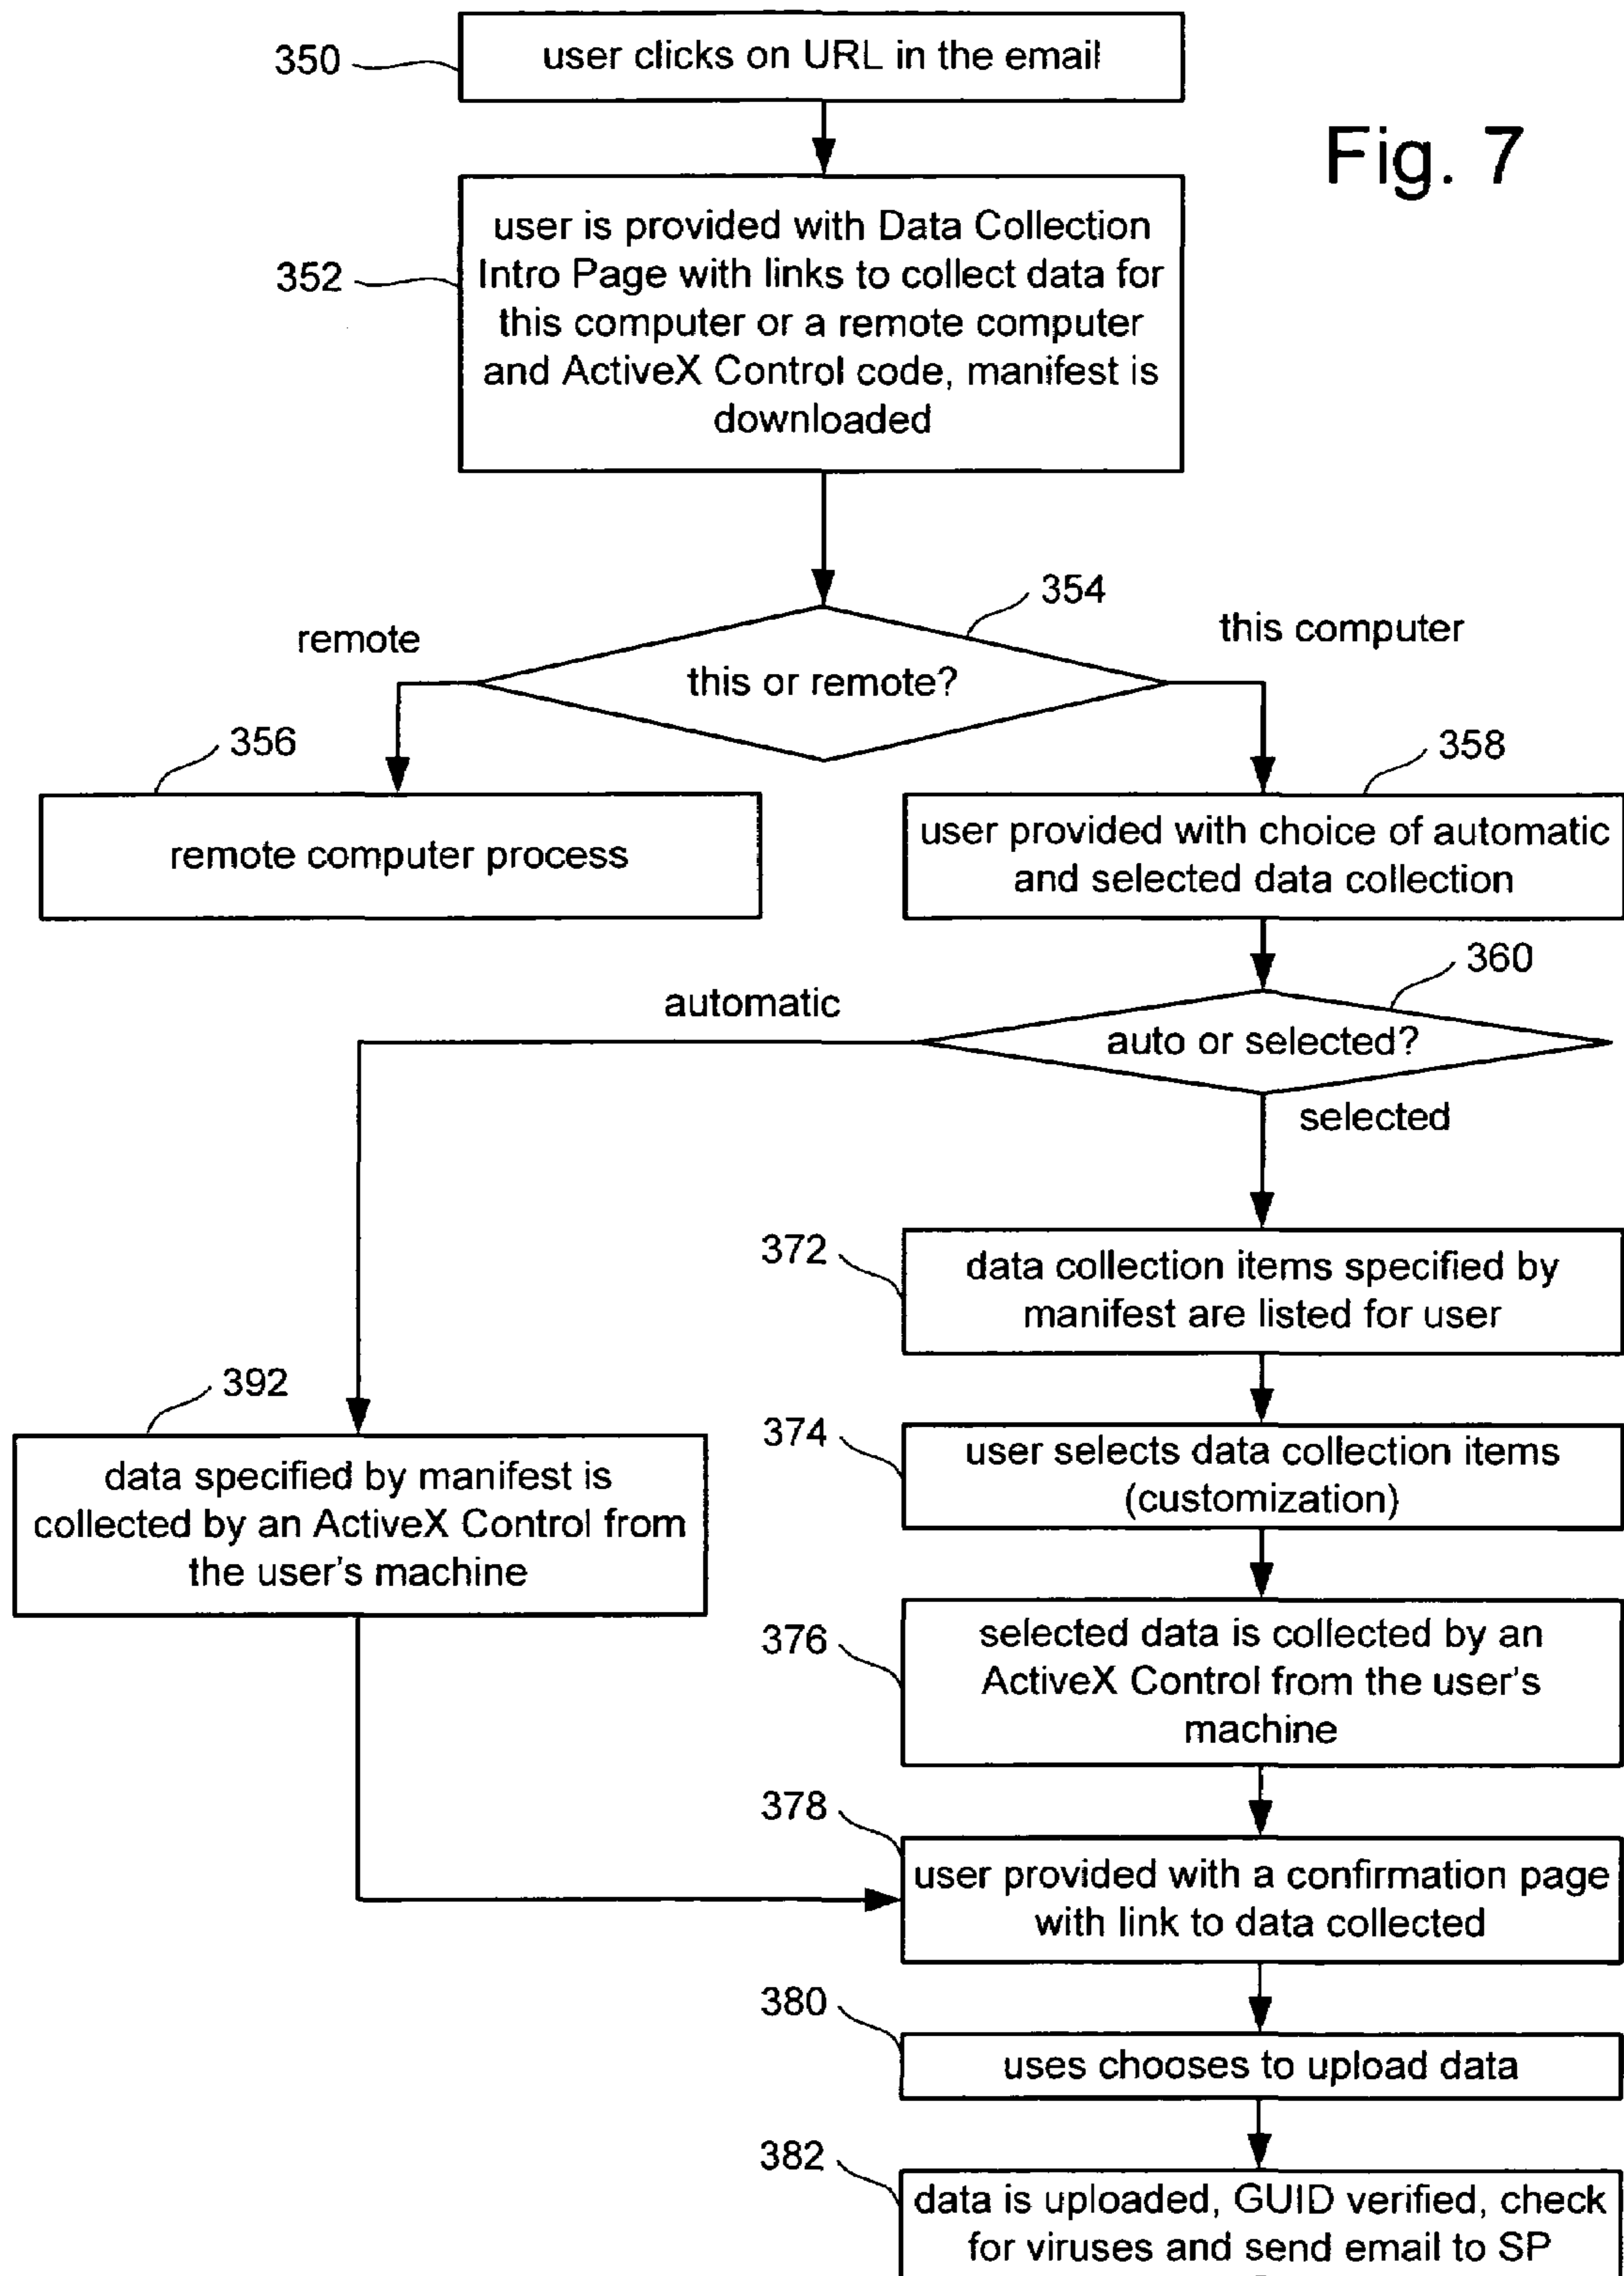 350
user clicks on URL in the email
Fig. 7
352
user is provided with Data Collection
Intro Page with links to collect data for
this computer or a remote computer
and ActiveX Control code, manifest is
downloaded
354
remote
this computer
this or remote?
356
358
remote computer process
user provided with choice of automatic
and selected data collection
360
automatic
auto or selected?
selected
372
data collection items specified by
manifest are listed for user
392
data specified by manifest is
collected by an ActiveX Control from
the user's machine
374
user selects data collection items
(customization)
376
selected data is collected by an
ActiveX Control from the user's
machine
378
user provided with a confirmation page
with link to data collected
380
uses chooses to upload data
382
data is uploaded, GUID verified, check
for viruses and send email to SP